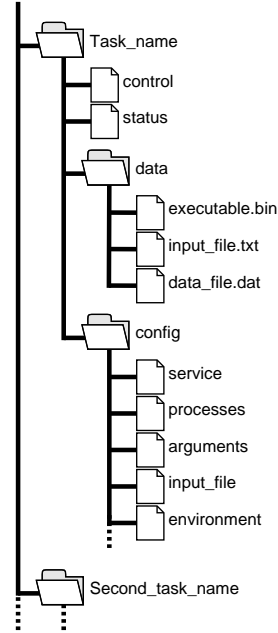 Task_name
control
status
data
executable.bin
input_file.txt
data_file.dat
config
service
processes
arguments
input_file
environment
Second_task_name